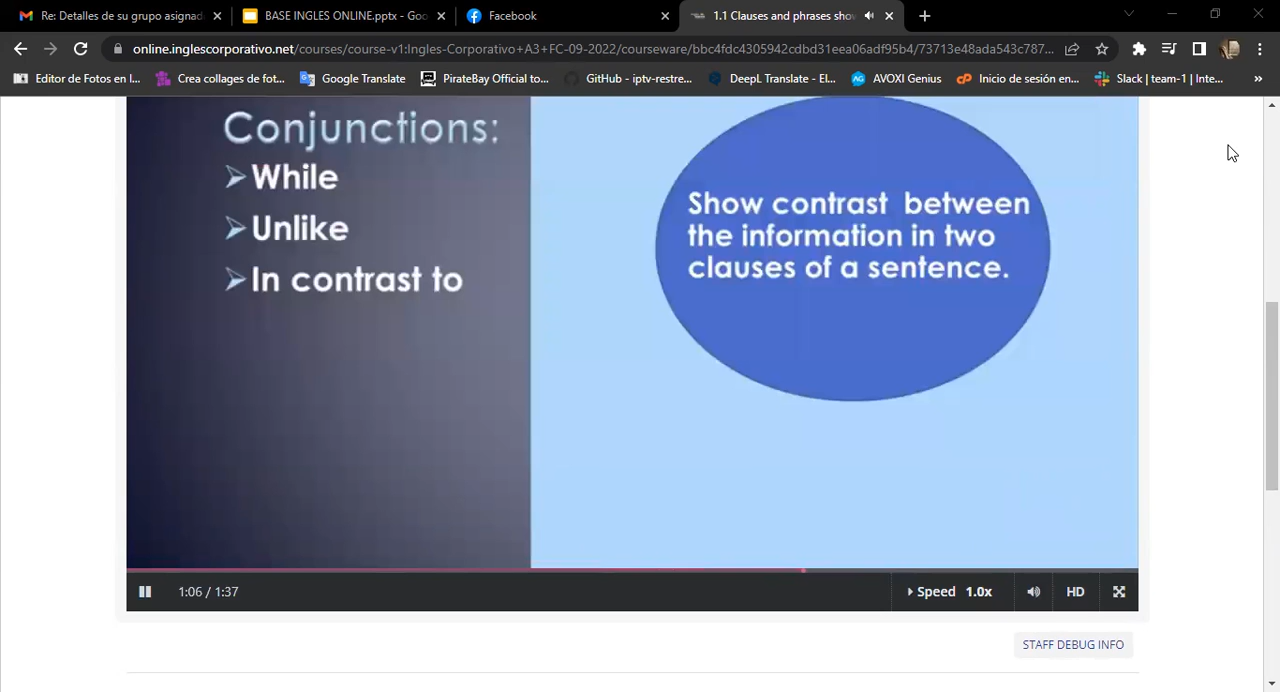 Re: Detalles de su grupo asignad
BASE INGLES ONLINE.pptx - Goo
Facebook
1.1 Clauses and phrases sho
online.inglescorporativo.net/courses/course-v1:Ingles-Corporativo+A3+FC-09-2022/courseware/bbc4fdc4305942cdbd31eea06adf95b4/73713e48ada543c787...
Editor de Fotos en l...
Crea collages de fot...
Google Translate
PirateBay Official to...
GitHub - iptv-restre...
DeepL Translate - El...
AVOXI Genius
Inicio de sesión en...
Slack | team-1 | Inte...
»
Conjunctions:
While
Unlike
In contrast to
Show contrast between
the information in two
clauses of a sentence.
1:06 / 1:37
Speed 1.0x
HD
STAFF DEBUG INFO